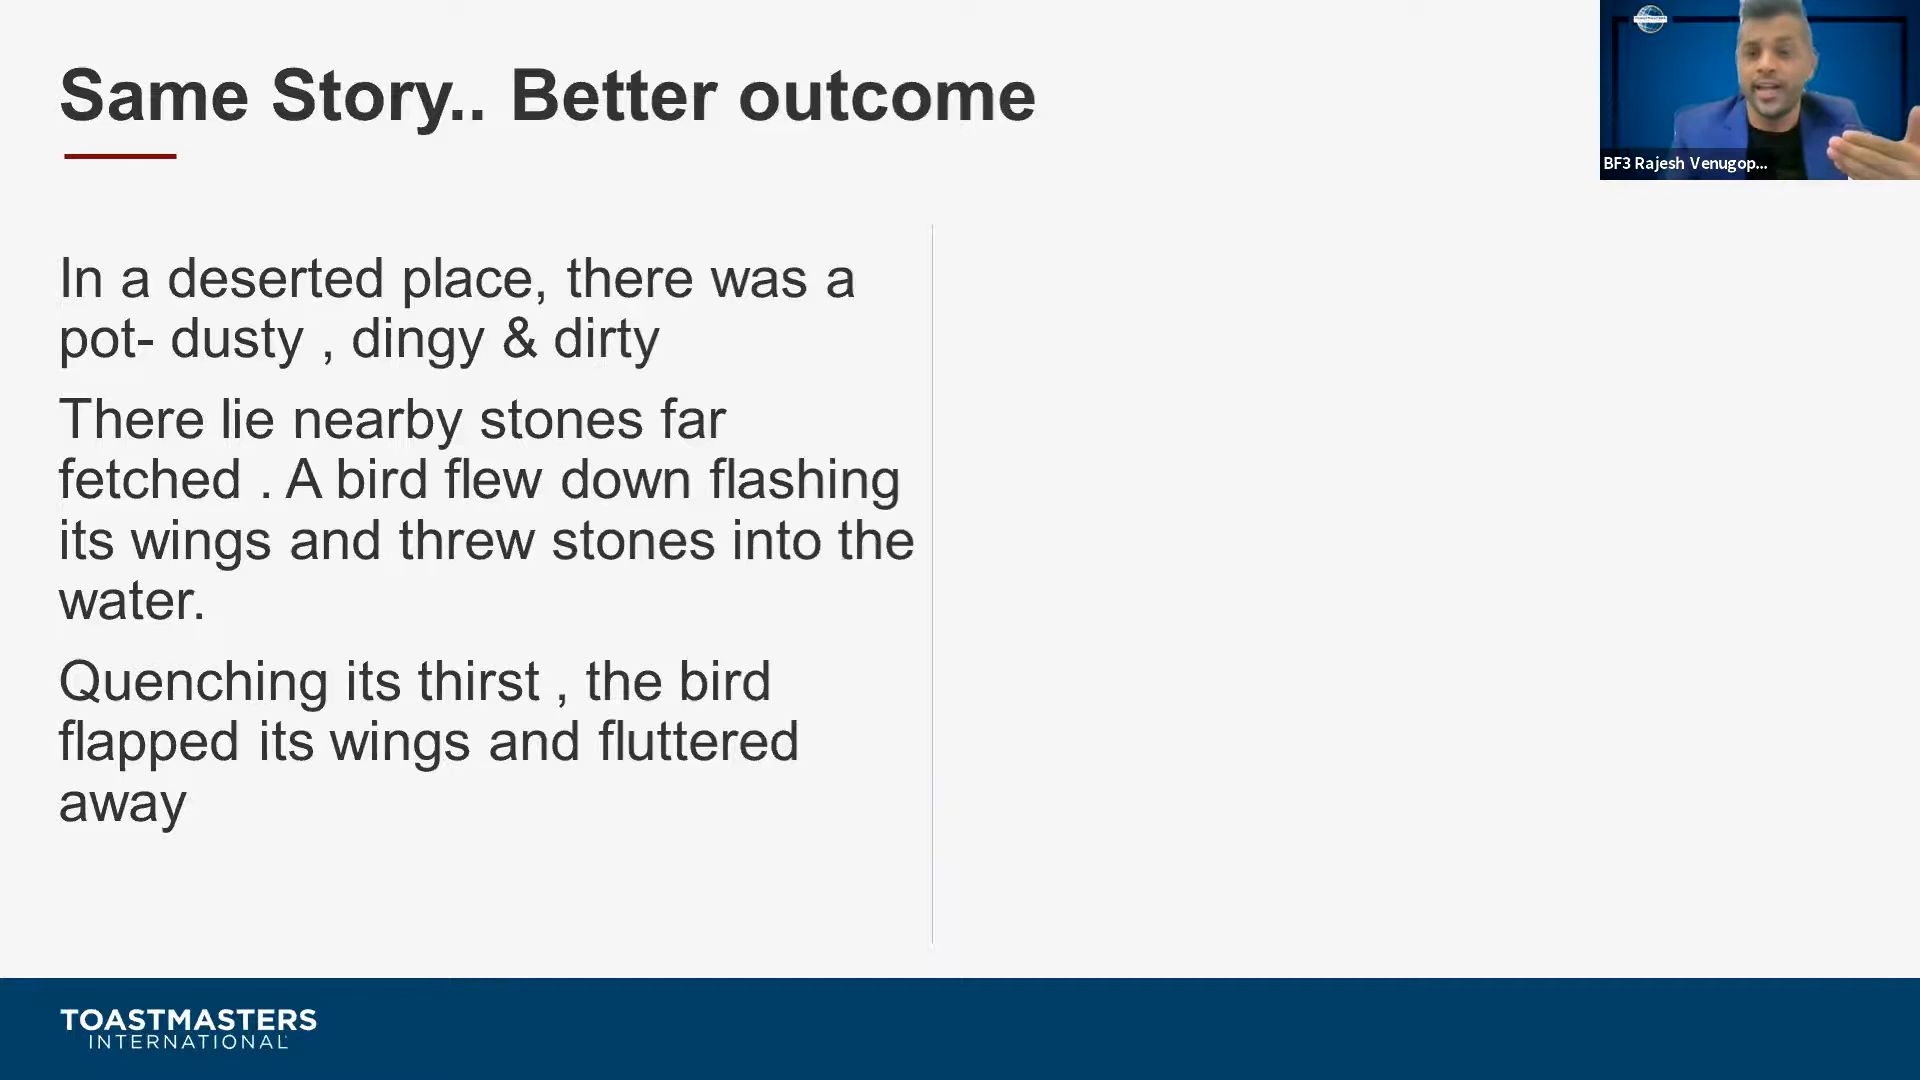 Same Story.. Better outcome
In a deserted place, there was a
pot- dusty , dingy & dirty
There lie nearby stones far
fetched . A bird flew down flashing
its wings and threw stones into the
water.
Quenching its thirst , the bird
flapped its wings and fluttered
away
TOASTMASTERS
BF3 Rajesh Venugop...
TOASTMASTERS
INTERNATIONAL